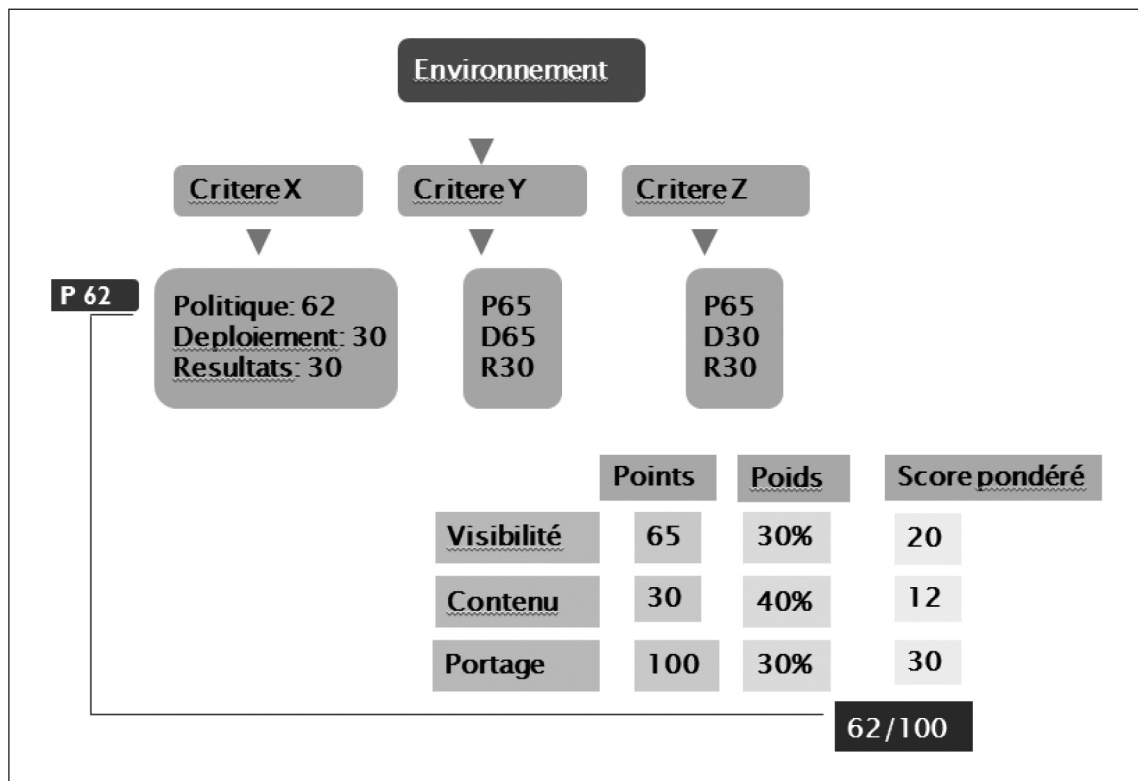 Environnement
Critere X
Critere Y
Critere Z
P 62
Politique: 62
Deploiement: 30
Resultats: 30
P65
D65
R30
P65
D30
R30
Points
Poids
Score pondéré
Visibilité
65
30%
20
Contenu
30
40%
12
Portage
100
30%
30
62/100